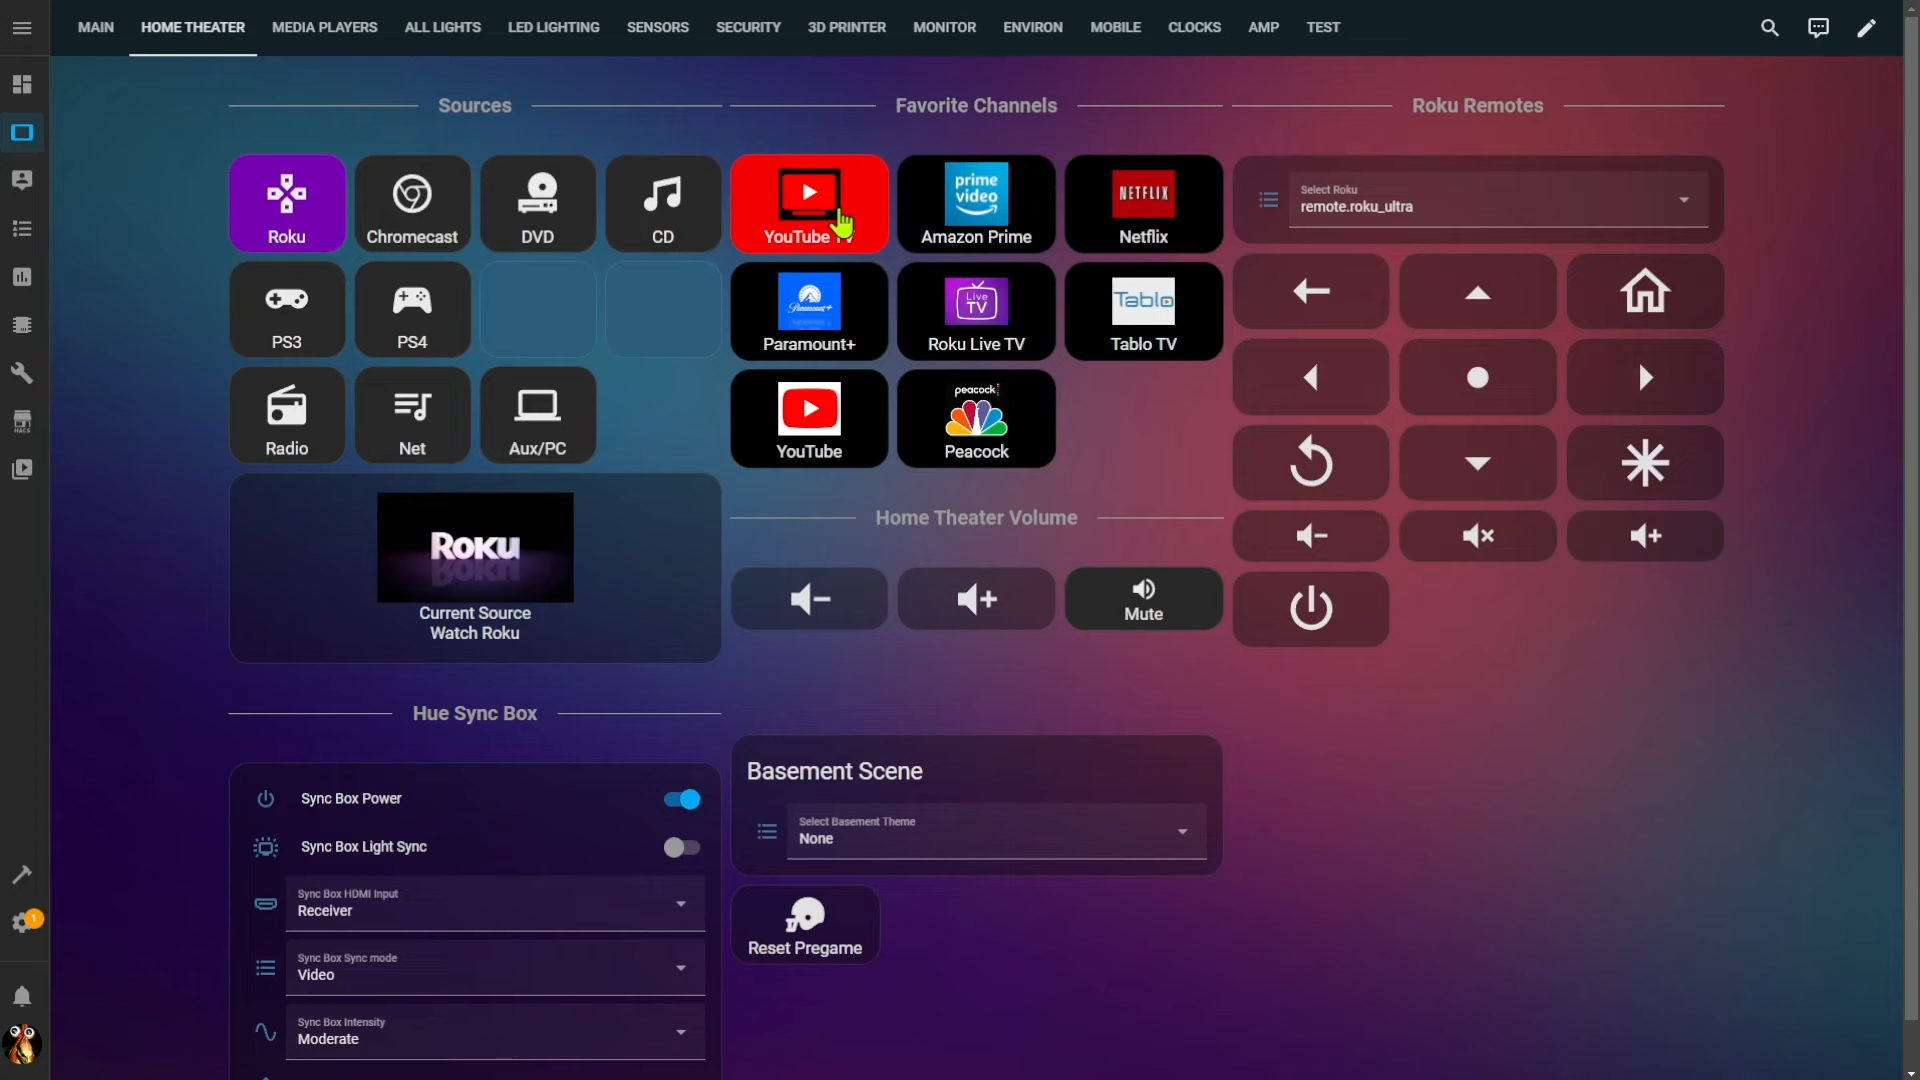 MAIN
HOME THEATER
MEDIA PLAYERS
ALL LIGHTS
LED LIGHTING
SENSORS
SECURITY
3D PRINTER
MONITOR
ENVIRON
MOBILE
CLOCKS
AMP
TEST
Sources
Roku
Chromecast
DVD
CD
PS3
PS4
Radio
Net
Aux/PC
Roku
Current Source
Watch Roku
Favorite Channels
YouTube TV
prime
video
Amazon Prime
NETFLIX
Netflix
Paramount+
Paramount+
Live
TV
Roku Live TV
Tablo
Tablo TV
YouTube
peacock
Peacock
Home Theater Volume
Mute
Roku Remotes
Select Roku
remote.roku_ultra
Hue Sync Box
Sync Box Power
Sync Box Light Sync
Sync Box HDMI Input
Receiver
Sync Box Sync mode
Video
Sync Box Intensity
Moderate
Basement Scene
Select Basement Theme
None
Reset Pregame
HACS
1